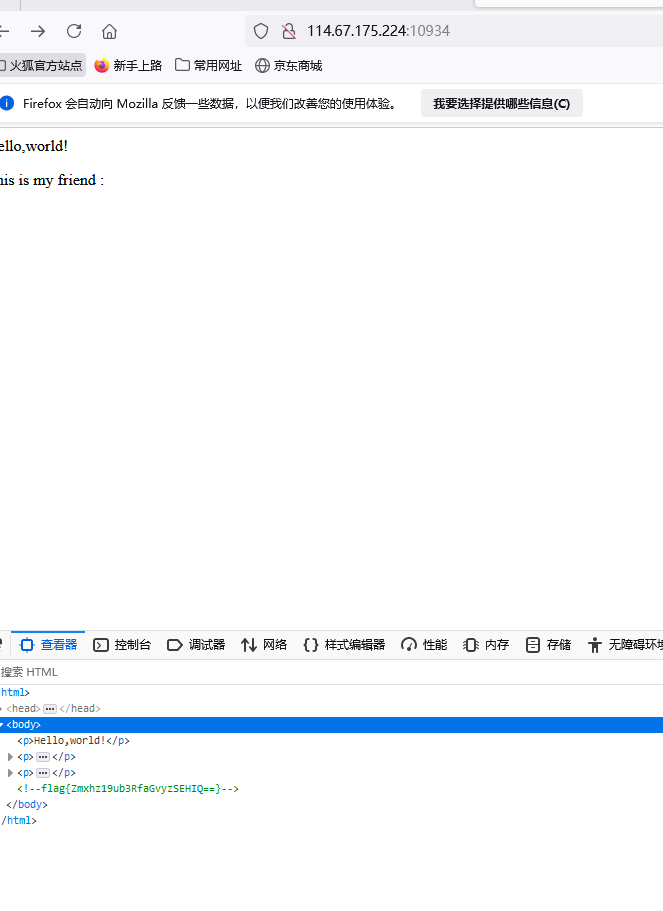 114.67.175.224:10934
火狐官方站点 新手上路 常用网址 京东商城
Firefox 会自动向 Mozilla 反馈一些数据，以便我们改善您的使用体验。 我要选择提供哪些信息(C)
ello,world!
his is my friend :
查看器 控制台 调试器 网络 样式编辑器 性能 内存 存储 无障碍环境
搜索 HTML
html>
<head>…</head>
<body>
<p>Hello,world!</p>
<p>…</p>
<p>…</p>
<!--flag{Zmxhz19ub3RfaGvyzSEHIQ==}-->
</body>
/html>